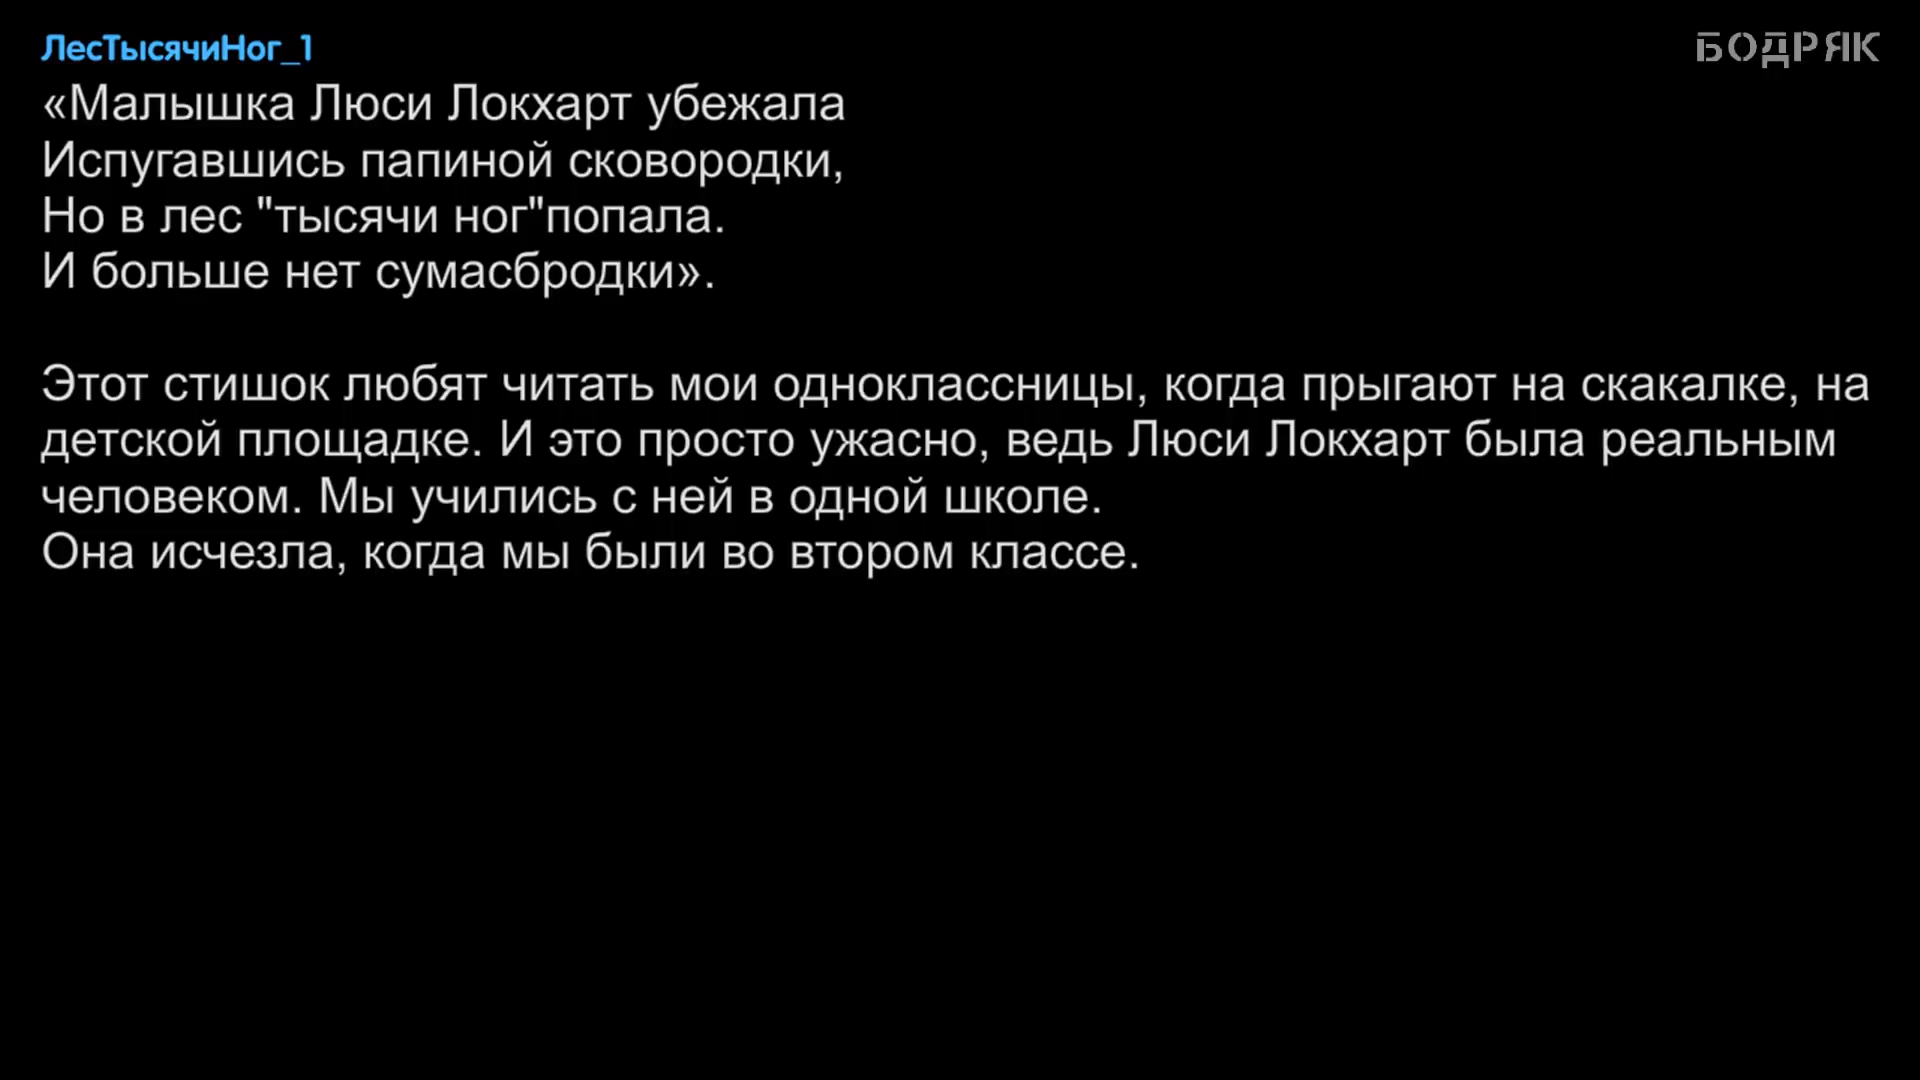 ЛесТысячиНог_1
БОДРЯК
«Малышка Люси Локхарт убежала
Испугавшись папиной сковородки,
Но в лес "тысячи ног"попала.
И больше нет сумасбродки».
Этот стишок любят читать мои одноклассницы, когда прыгают на скакалке, на
детской площадке. И это просто ужасно, ведь Люси Локхарт была реальным
человеком. Мы учились с ней в одной школе.
Она исчезла, когда мы были во втором классе.